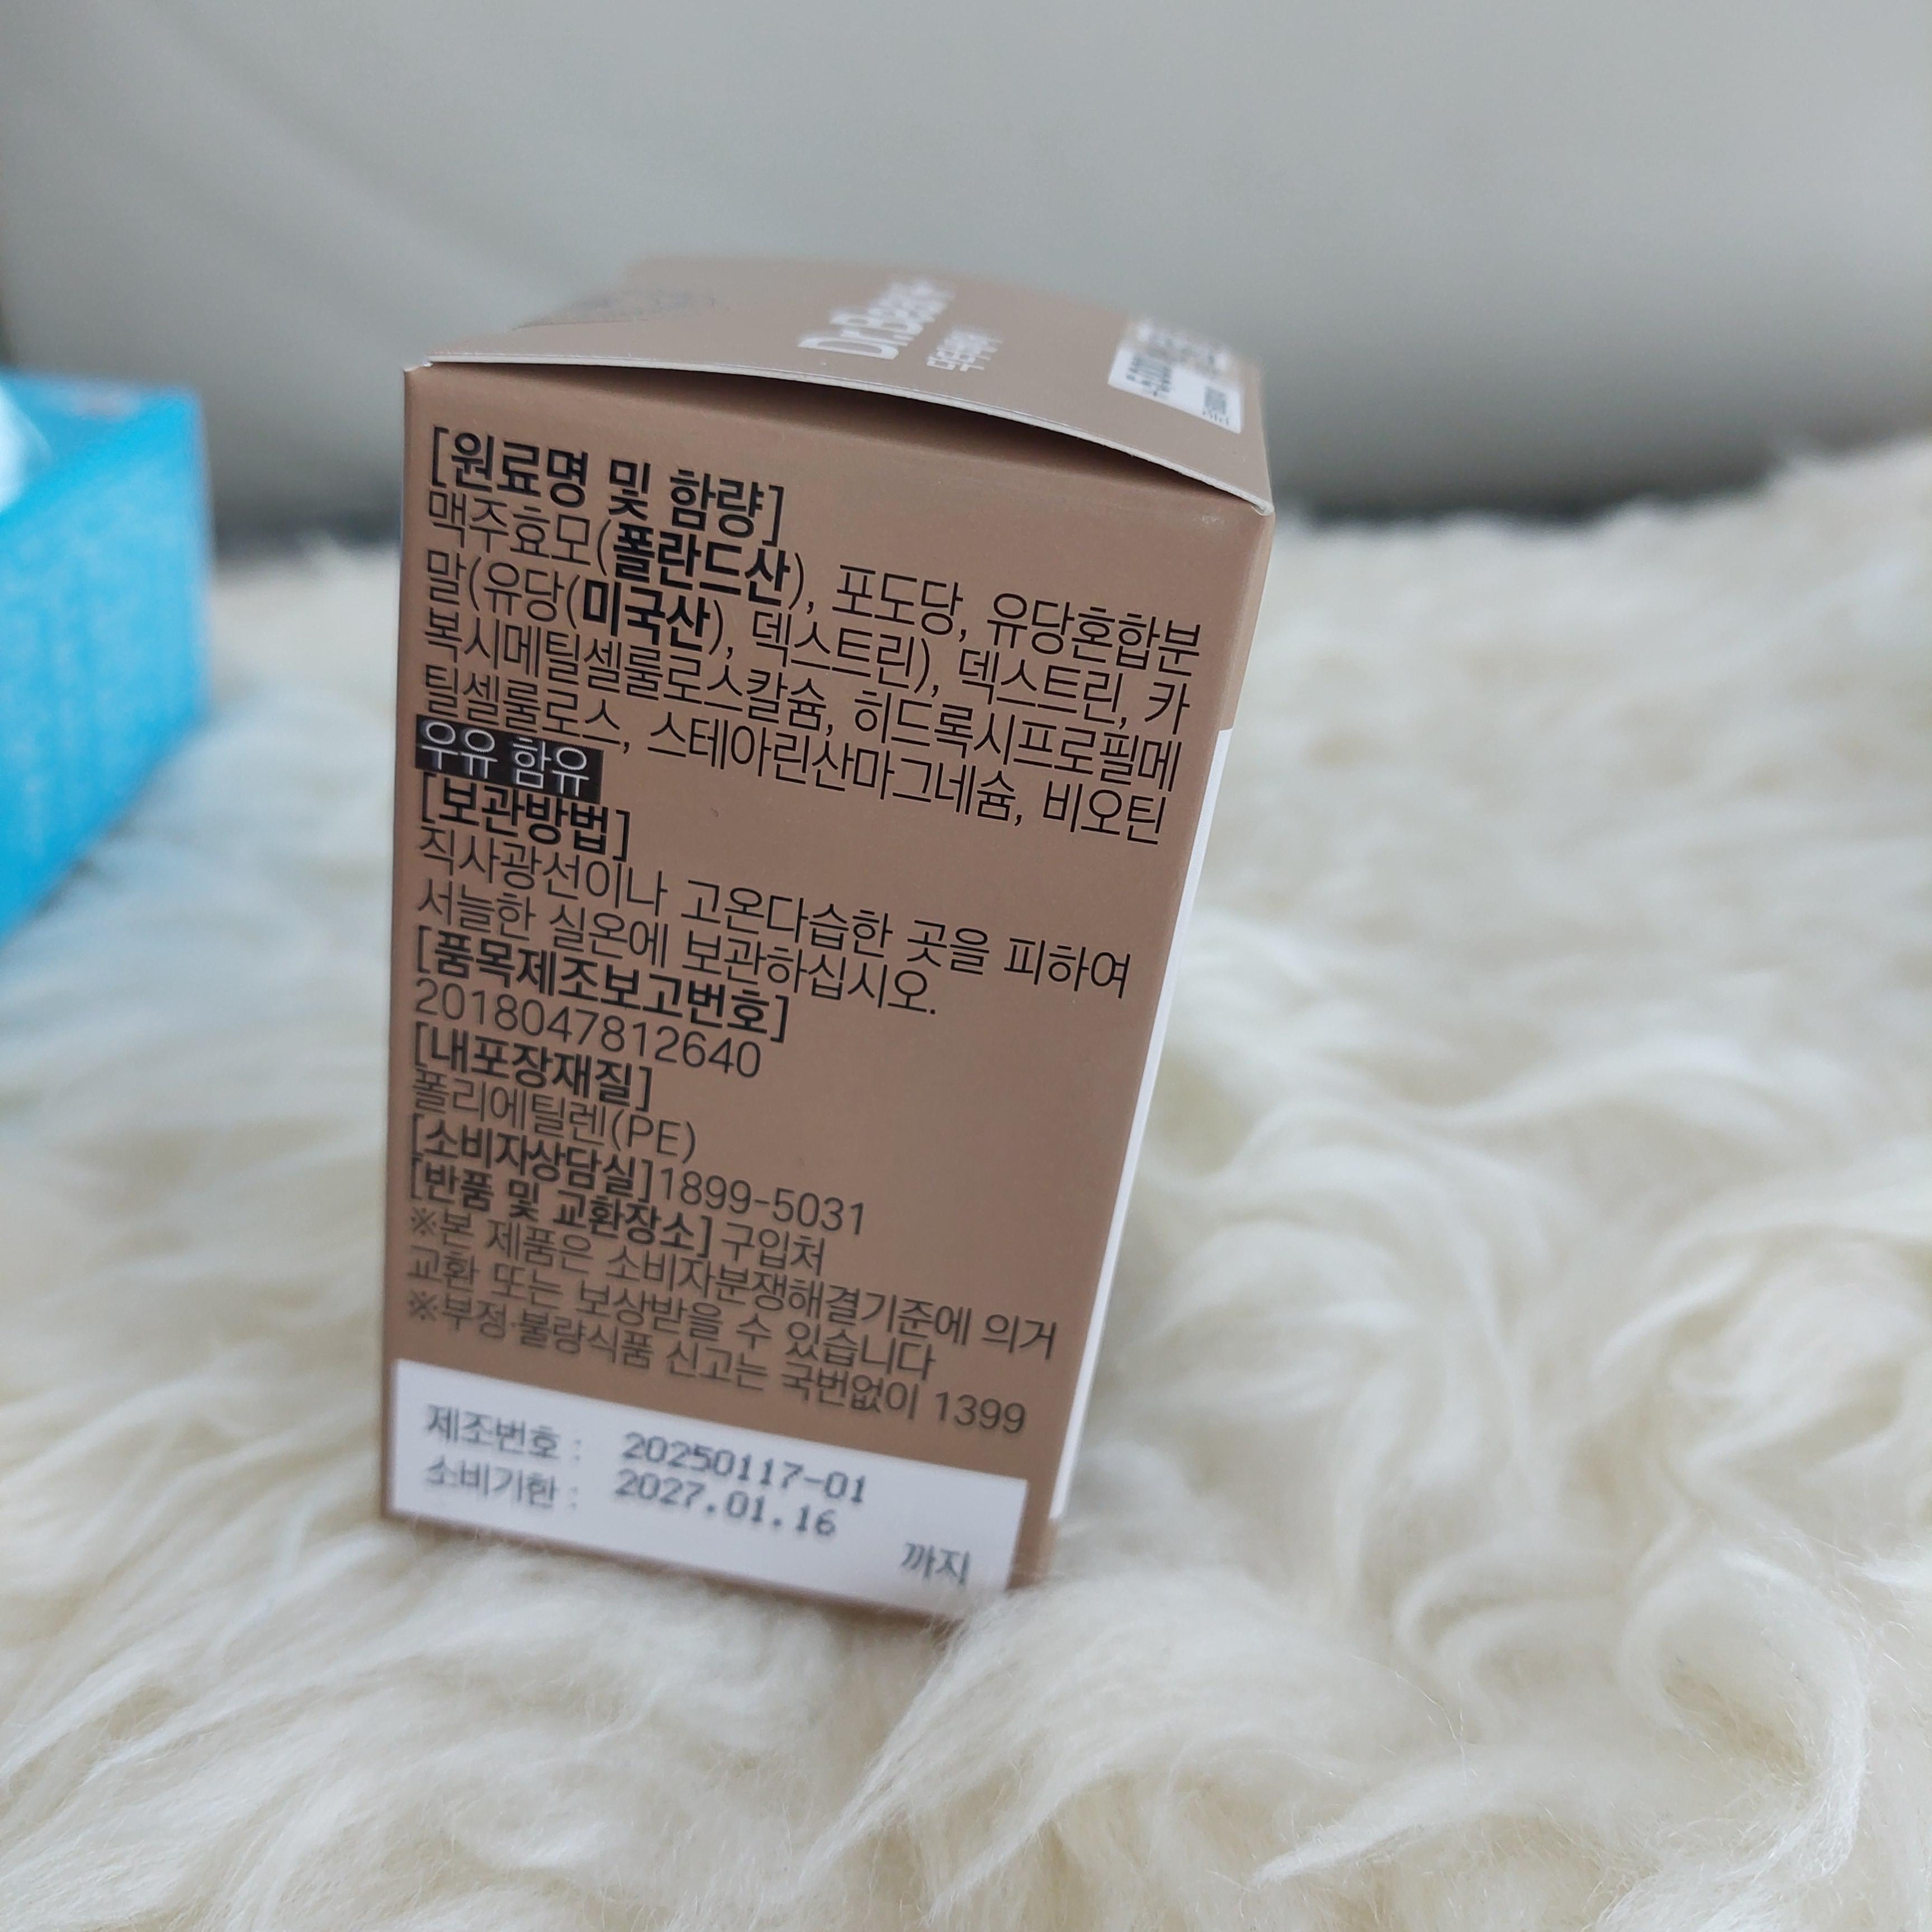 [원료명 및 함량]
맥주효모(폴란드산), 포도당, 유당혼합분
말(유당(미국산), 덱스트린), 덱스트린, 카
복시메틸셀룰로스칼슘, 히드록시프로필메
틸셀룰로스, 스테아린산마그네슘, 비오틴
우유 함유
[보관방법]
직사광선이나 고온다습한 곳을 피하여
서늘한 실온에 보관하십시오.
[품목제조보고번호]
2018047812640
[내포장재질]
폴리에틸렌(PE)
[소비자상담실]1899-5031
[반품 및 교환장소] 구입처
※본 제품은 소비자분쟁해결기준에 의거
교환 또는 보상받을 수 있습니다
※부정·불량식품 신고는 국번없이 1399
제조번호 : 20250117-01
소비기한 : 2027.01.16
까지